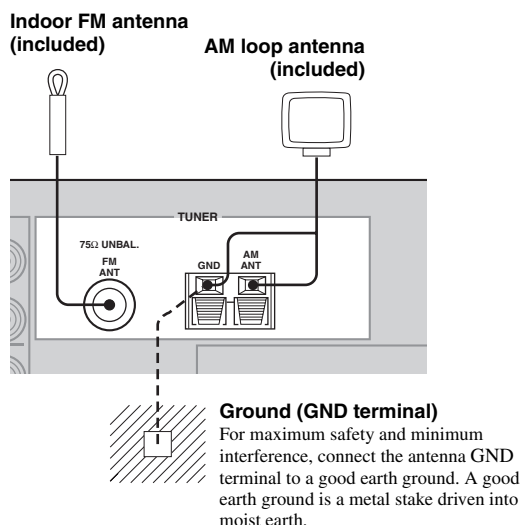 Indoor FM antenna
(included)
AM loop antenna
(included)
TUNER
75Ω UNBAL.
FM
ANT
GND
AM
ANT
Ground (GND terminal)
For maximum safety and minimum
interference, connect the antenna GND
terminal to a good earth ground. A good
earth ground is a metal stake driven into
moist earth.